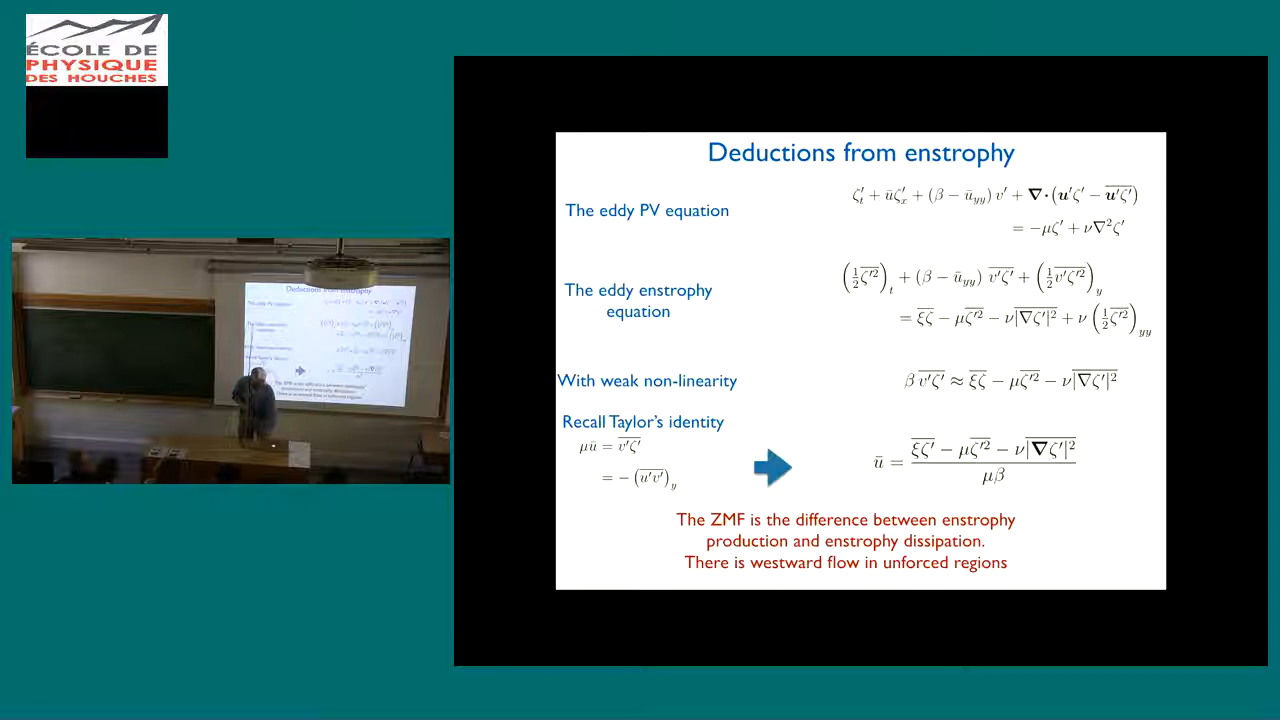 ÉCOLE DE
PHYSIQUE
DES HOUCHES
Deductions from enstrophy
The eddy PV equation
ζ′_t + ūζ′_x + (β − ū_yy) v′ + ∇·(u′ζ′ − \overline{u′ζ′})
= −μζ′ + ν∇²ζ′
The eddy enstrophy
equation
(½\overline{ζ′²})_t + (β − ū_yy) \overline{v′ζ′} + (½\overline{v′ζ′²})_y
= \overline{ξζ} − μ\overline{ζ′²} − ν\overline{|∇ζ′|²} + ν(½\overline{ζ′²})_yy
With weak non-linearity
β \overline{v′ζ′} ≈ \overline{ξζ} − μ\overline{ζ′²} − ν\overline{|∇ζ′|²}
Recall Taylor's identity
μū = \overline{v′ζ′}
= −(\overline{u′v′})_y
ū = (\overline{ξζ′} − μ\overline{ζ′²} − ν\overline{|∇ζ′|²}) / μβ
The ZMF is the difference between enstrophy
production and enstrophy dissipation.
There is westward flow in unforced regions
Deductions from enstrophy